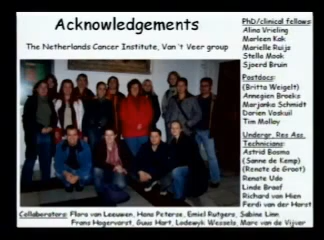 Acknowledgements
The Netherlands Cancer Institute, Van 't Veer group
PhD/clinical fellows:
Alina Vrieling
Marleen Kok
Marielle Ruijs
Stella Mook
Sjoerd Bruin
Postdocs:
(Britta Weigelt)
Annegien Broeks
Marjanka Schmidt
Darien Voskuil
Tim Molloy
Undergr. Res Ass.
Technicians:
Astrid Bosma
(Sanne de Kemp)
(Renate de Groot)
Renate Udo
Linde Braaf
Richard van Hien
Ferdi van der Horst
Collaborators: Flora van Leeuwen, Hans Peterse, Emiel Rutgers, Sabine Linn
Frans Hogervorst, Guus Hart, Lodewyk Wessels, Marc van de Vijver